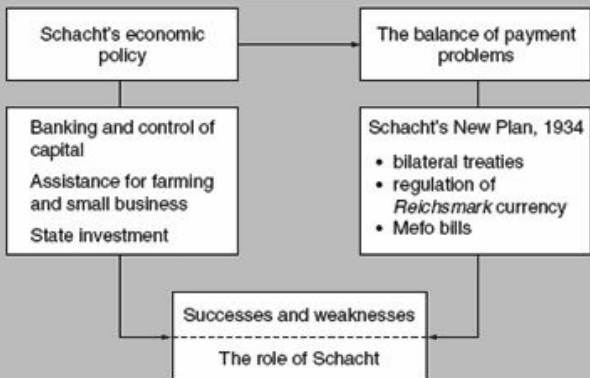 Schacht's economic
policy
The balance of payment
problems
Banking and control of
capital
Assistance for farming
and small business
State investment
Schacht's New Plan, 1934
• bilateral treaties
• regulation of
Reichsmark currency
• Mefo bills
Successes and weaknesses
The role of Schacht